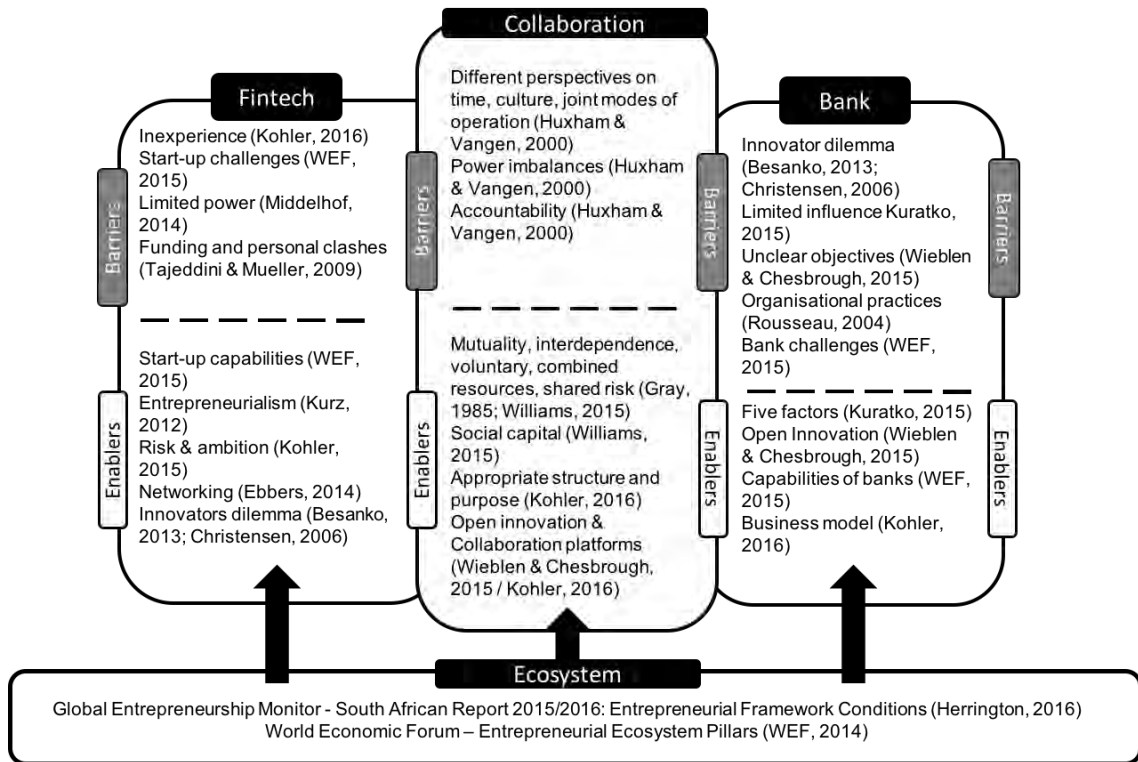 Collaboration
Fintech
Bank
Barriers
Inexperience (Kohler, 2016)
Start-up challenges (WEF,
2015)
Limited power (Middelhof,
2014)
Funding and personal clashes
(Tajeddini & Mueller, 2009)
Enablers
Start-up capabilities (WEF,
2015)
Entrepreneurialism (Kurz,
2012)
Risk & ambition (Kohler,
2015)
Networking (Ebbers, 2014)
Innovators dilemma (Besanko,
2013; Christensen, 2006)
Barriers
Different perspectives on
time, culture, joint modes of
operation (Huxham &
Vangen, 2000)
Power imbalances (Huxham
& Vangen, 2000)
Accountability (Huxham &
Vangen, 2000)
Enablers
Mutuality, interdependence,
voluntary, combined
resources, shared risk (Gray,
1985; Williams, 2015)
Social capital (Williams,
2015)
Appropriate structure and
purpose (Kohler, 2016)
Open innovation &
Collaboration platforms
(Wieblen & Chesbrough,
2015 / Kohler, 2016)
Barriers
Innovator dilemma
(Besanko, 2013;
Christensen, 2006)
Limited influence Kuratko,
2015)
Unclear objectives (Wieblen
& Chesbrough, 2015)
Organisational practices
(Rousseau, 2004)
Bank challenges (WEF,
2015)
Barriers
Enablers
Five factors (Kuratko, 2015)
Open Innovation (Wieblen
& Chesbrough, 2015)
Capabilities of banks (WEF,
2015)
Business model (Kohler,
2016)
Enablers
Ecosystem
Global Entrepreneurship Monitor - South African Report 2015/2016: Entrepreneurial Framework Conditions (Herrington, 2016)
World Economic Forum – Entrepreneurial Ecosystem Pillars (WEF, 2014)